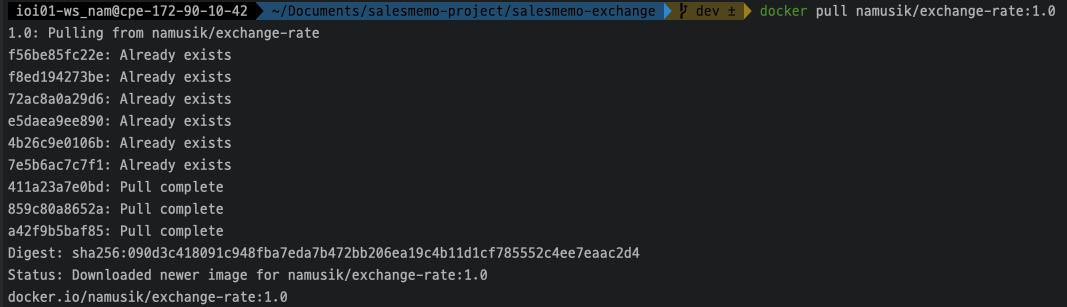 ioi01-ws_nam@cpe-172-90-10-42 ~/Documents/salesmemo-project/salesmemo-exchange dev ± docker pull namusik/exchange-rate:1.0
1.0: Pulling from namusik/exchange-rate
f56be85fc22e: Already exists
f8ed194273be: Already exists
72ac8a0a29d6: Already exists
e5daea9ee890: Already exists
4b26c9e0106b: Already exists
7e5b6ac7c7f1: Already exists
411a23a7e0bd: Pull complete
859c80a8652a: Pull complete
a42f9b5baf85: Pull complete
Digest: sha256:090d3c418091c948fba7eda7b472bb206ea19c4b11d1cf785552c4ee7eaac2d4
Status: Downloaded newer image for namusik/exchange-rate:1.0
docker.io/namusik/exchange-rate:1.0